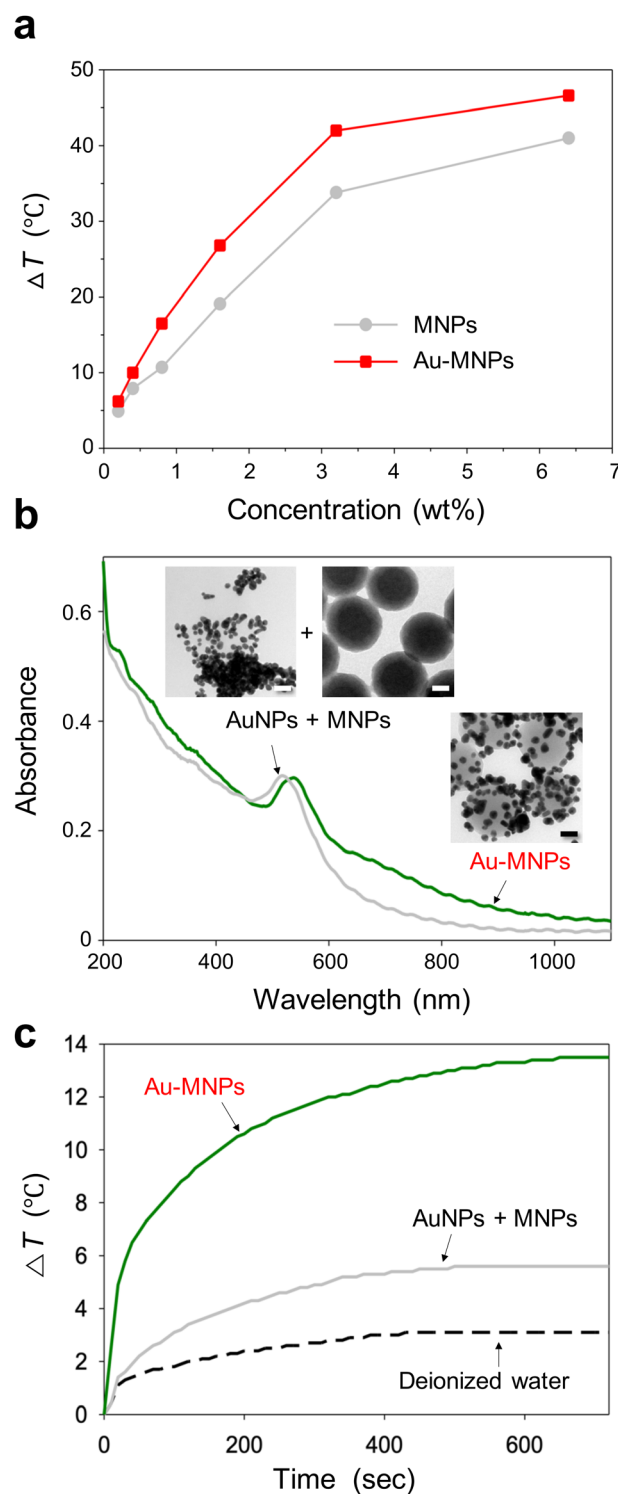 a
50
40
30
20
10
0
△T (℃)
MNPs
Au-MNPs
0 1 2 3 4 5 6 7
Concentration (wt%)
b
0.6
0.4
0.2
0
Absorbance
+
AuNPs + MNPs
Au-MNPs
200 400 600 800 1000
Wavelength (nm)
c
14
12
10
8
6
4
2
0
△T (℃)
Au-MNPs
AuNPs + MNPs
Deionized water
0 200 400 600
Time (sec)